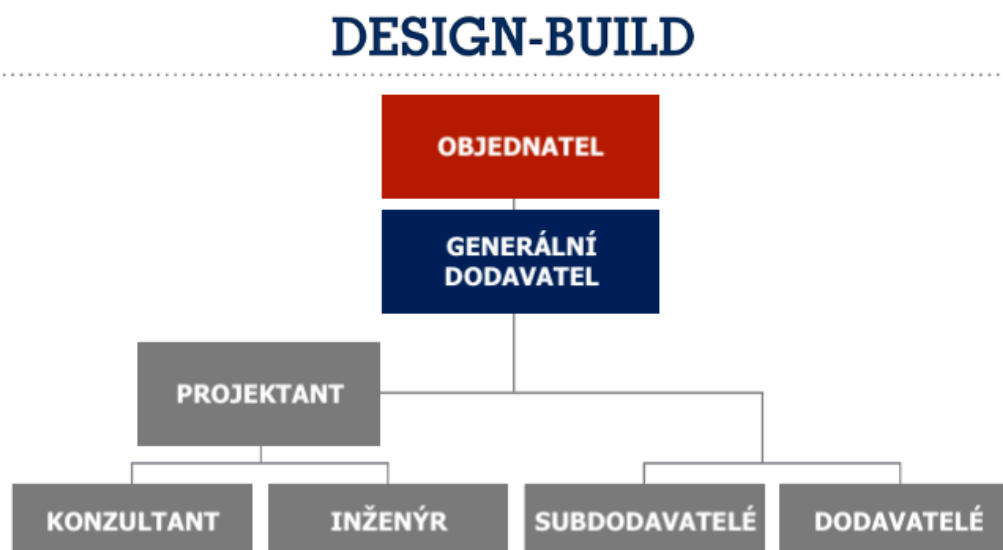 DESIGN-BUILD
OBJEDNATEL
GENERÁLNÍ
DODAVATEL
PROJEKTANT
KONZULTANT
INŽENÝR
SUBDODAVATELÉ
DODAVATELÉ